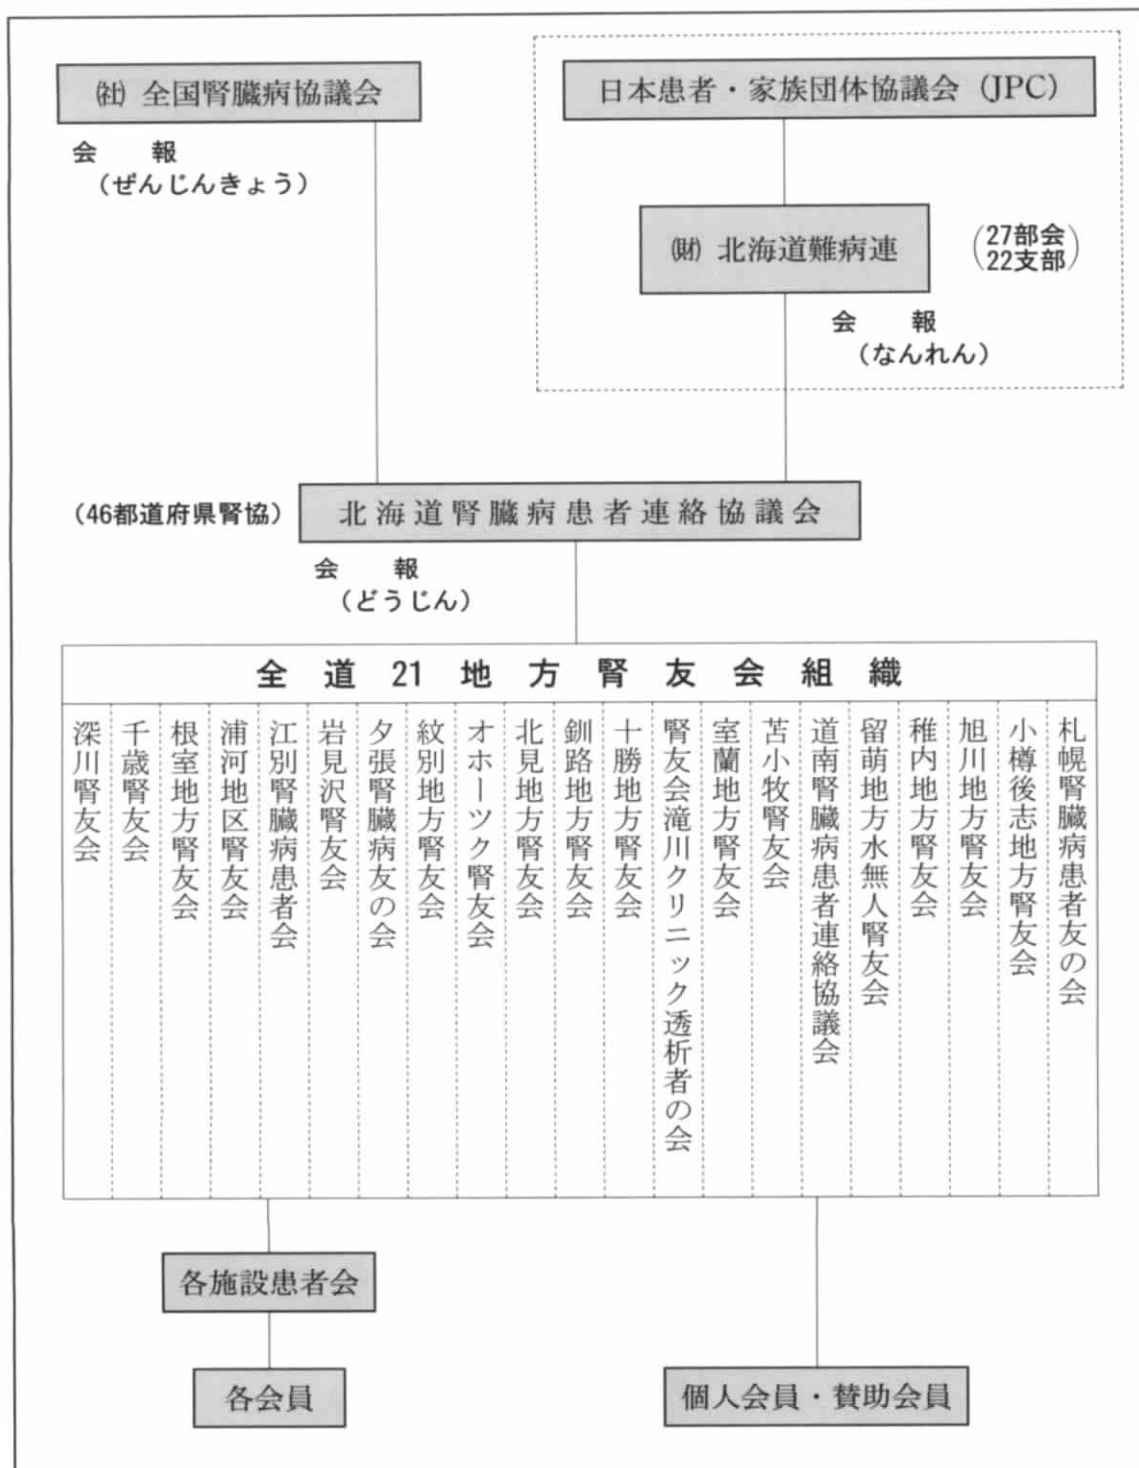 ㈳ 全国腎臓病協議会
会 報
(ぜんじんきょう)
日本患者・家族団体協議会 (JPC)
㈶ 北海道難病連
(27部会
22支部)
会 報
(なんれん)
(46都道府県腎協)
北海道腎臓病患者連絡協議会
会 報
(どうじん)
全道21地方腎友会組織
札幌腎臓病患者友の会
小樽後志地方腎友会
旭川地方腎友会
稚内地方腎友会
留萌地方水無人腎友会
道南腎臓病患者連絡協議会
苫小牧腎友会
室蘭地方腎友会
腎友会滝川クリニック透析者の会
十勝地方腎友会
釧路地方腎友会
北見地方腎友会
オホーツク腎友会
紋別地方腎友会
夕張腎臓病友の会
岩見沢腎友会
江別腎臓病患者会
浦河地区腎友会
根室地方腎友会
千歳腎友会
深川腎友会
各施設患者会
各会員
個人会員・賛助会員